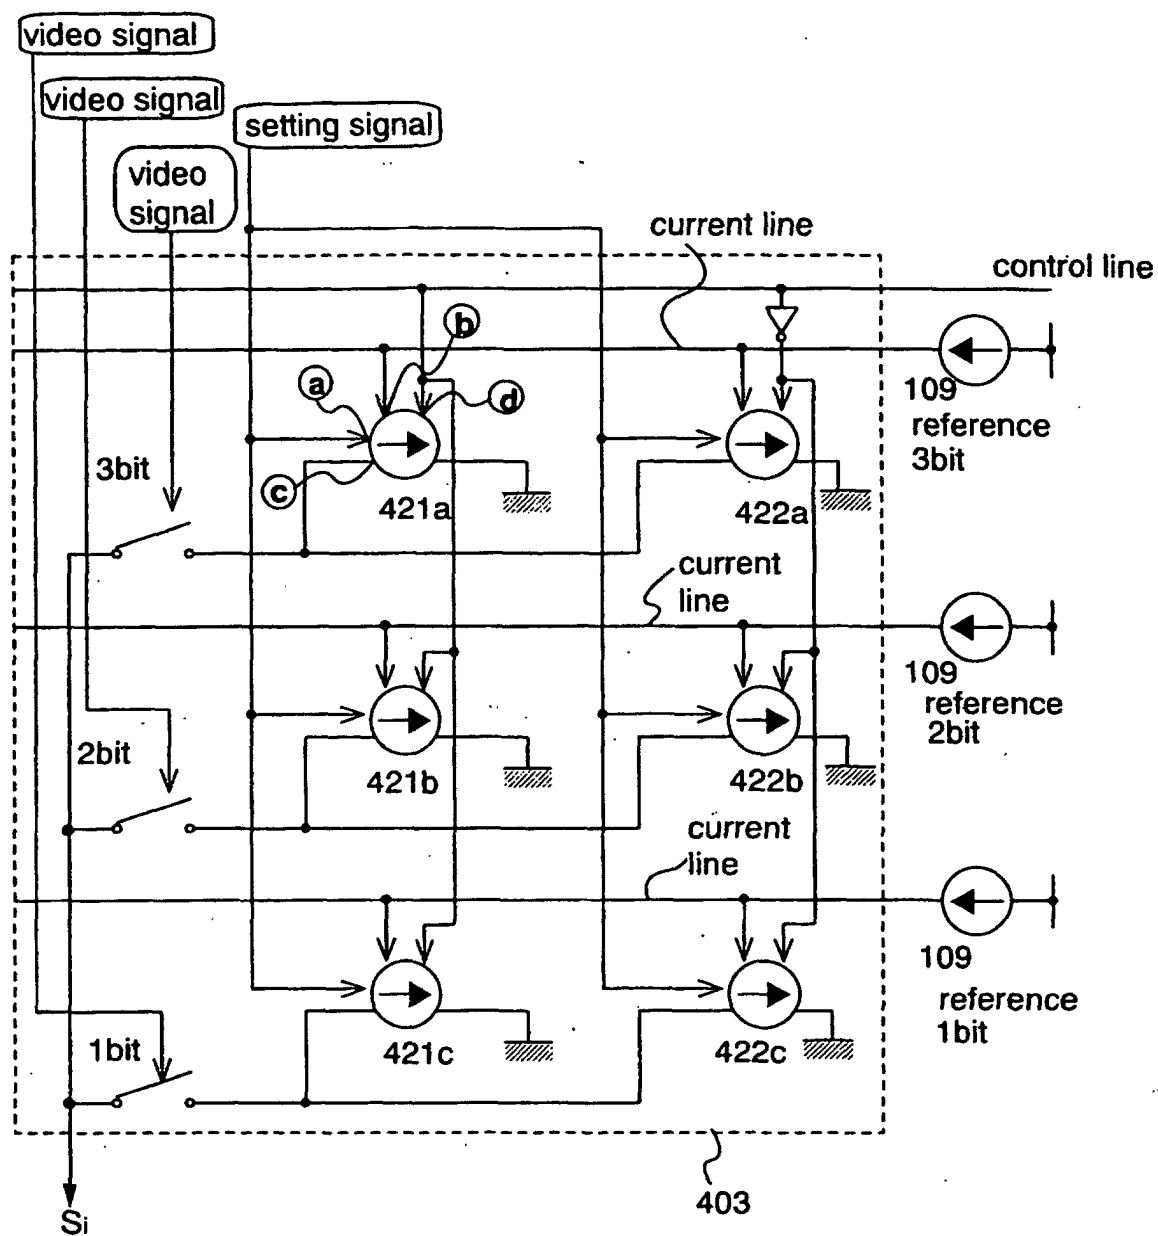 video signal
video signal
setting signal
video
signal
current line
control line
b
a
d
109
reference
3bit
3bit
c
421a
422a
current
line
109
reference
2bit
2bit
421b
422b
current
line
109
reference
1bit
1bit
421c
422c
403
Si